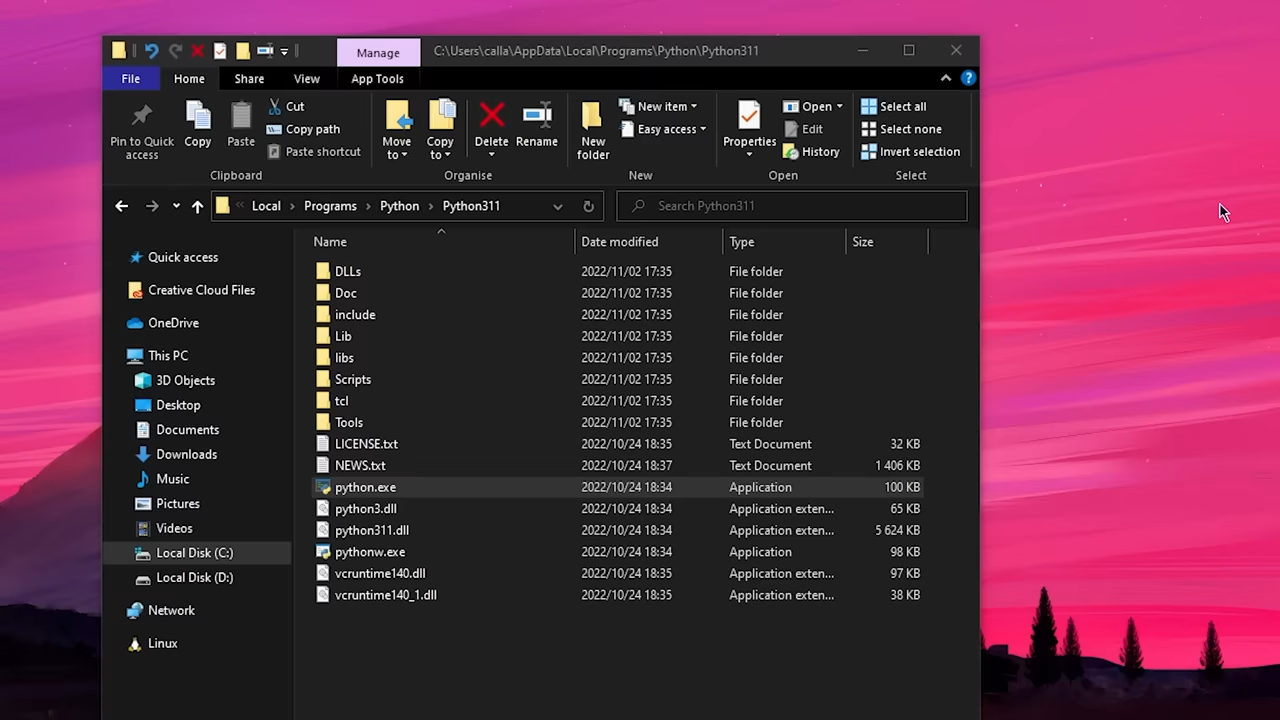 Manage
C:\Users\calla\AppData\Local\Programs\Python\Python311
File
Home
Share
View
App Tools
Pin to Quick access
Copy
Paste
Cut
Copy path
Paste shortcut
Move to
Copy to
Delete
Rename
New folder
New item
Easy access
Properties
Open
Edit
History
Select all
Select none
Invert selection
Clipboard
Organise
New
Open
Select
Local > Programs > Python > Python311
Search Python311
Quick access
Creative Cloud Files
OneDrive
This PC
3D Objects
Desktop
Documents
Downloads
Music
Pictures
Videos
Local Disk (C:)
Local Disk (D:)
Network
Linux
Name Date modified Type Size
DLLs 2022/11/02 17:35 File folder
Doc 2022/11/02 17:35 File folder
include 2022/11/02 17:35 File folder
Lib 2022/11/02 17:35 File folder
libs 2022/11/02 17:35 File folder
Scripts 2022/11/02 17:35 File folder
tcl 2022/11/02 17:35 File folder
Tools 2022/11/02 17:35 File folder
LICENSE.txt 2022/10/24 18:35 Text Document 32 KB
NEWS.txt 2022/10/24 18:37 Text Document 1 406 KB
python.exe 2022/10/24 18:34 Application 100 KB
python3.dll 2022/10/24 18:34 Application exten... 65 KB
python311.dll 2022/10/24 18:34 Application exten... 5 624 KB
pythonw.exe 2022/10/24 18:34 Application 98 KB
vcruntime140.dll 2022/10/24 18:35 Application exten... 97 KB
vcruntime140_1.dll 2022/10/24 18:35 Application exten... 38 KB